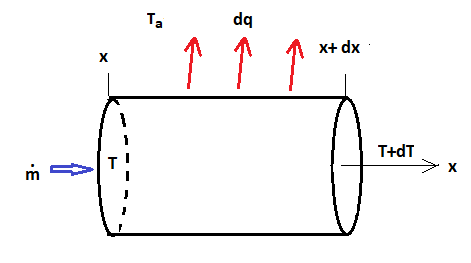 Ta dq
x x+ dx
ṁ T T+dT x